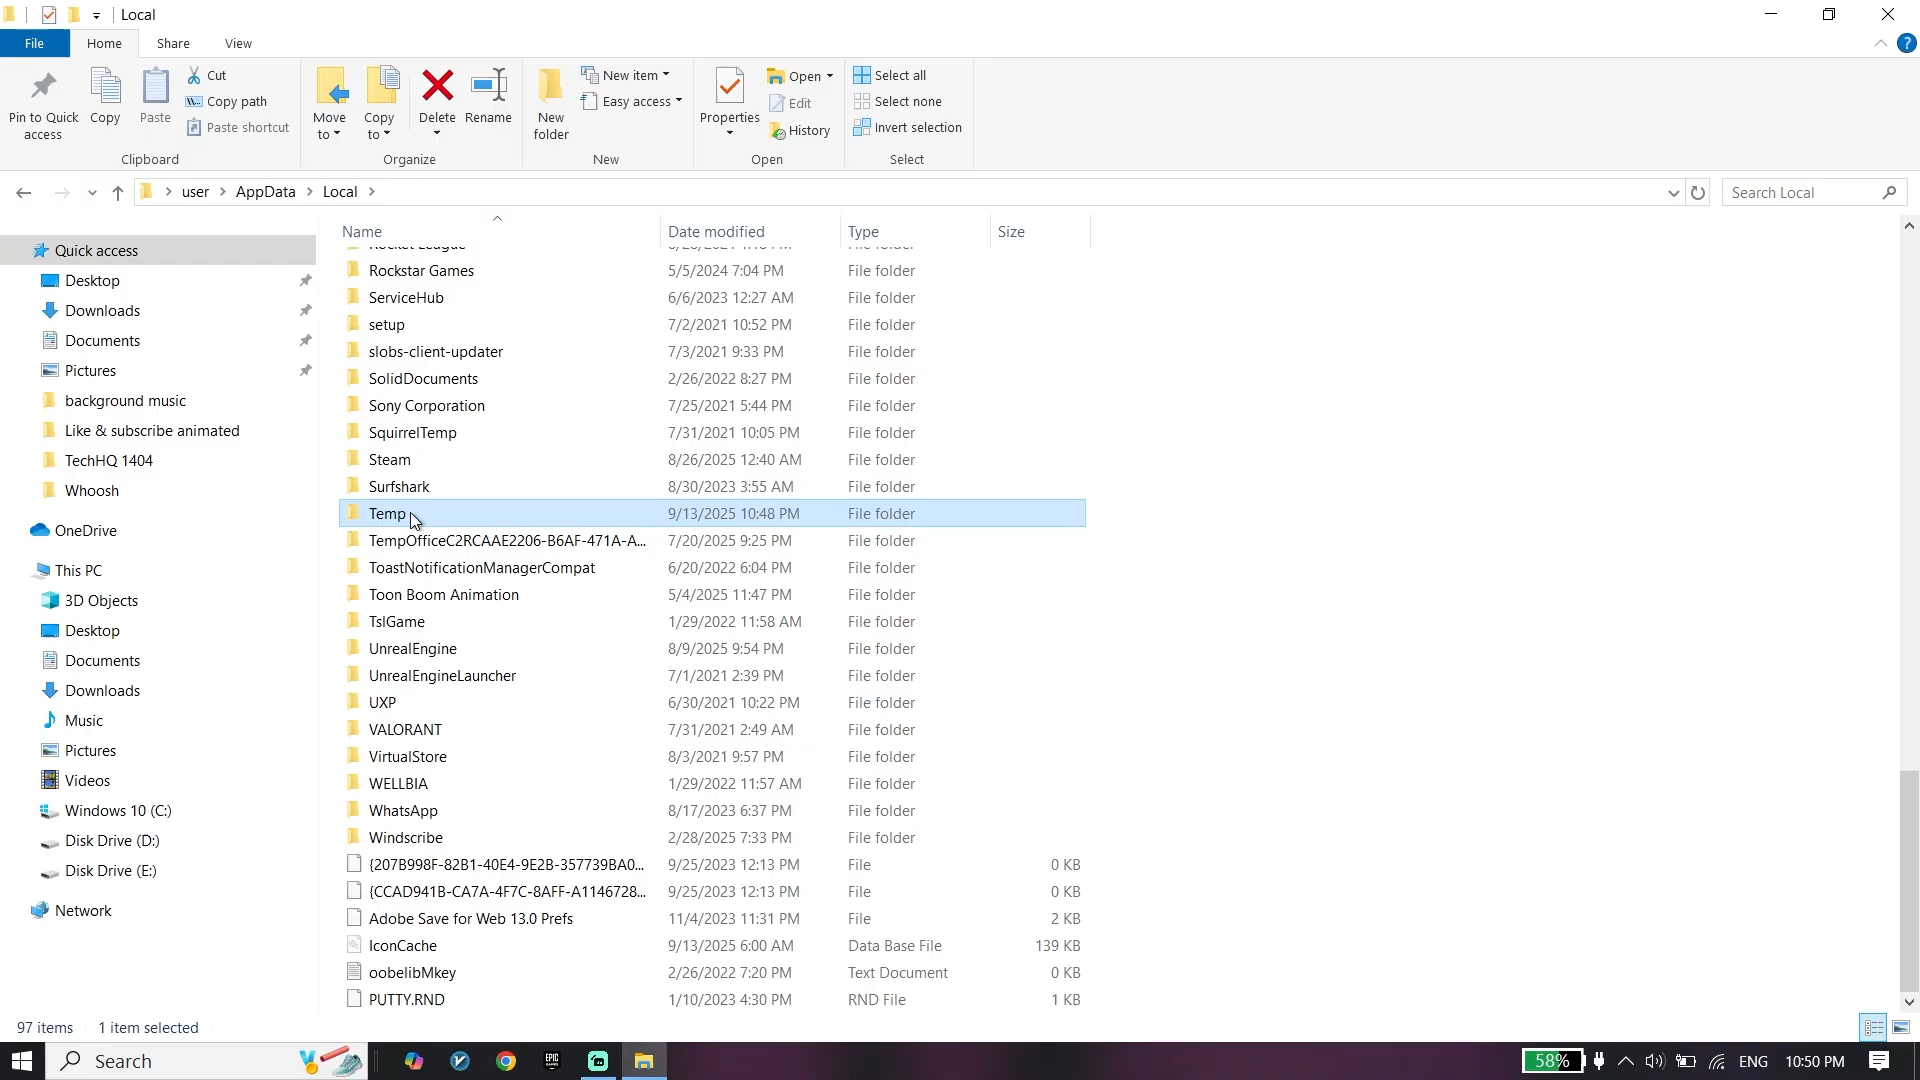 Local
File Home Share View
Pin to Quick access
Copy
Paste
Cut
Copy path
Paste shortcut
Clipboard
Move to
Copy to
Delete
Rename
Organize
New folder
New item
Easy access
New
Properties
Open
Edit
History
Open
Select all
Select none
Invert selection
Select
user > AppData > Local >
Search Local
Quick access
Desktop
Downloads
Documents
Pictures
background music
Like & subscribe animated
TechHQ 1404
Whoosh
OneDrive
This PC
3D Objects
Desktop
Documents
Downloads
Music
Pictures
Videos
Windows 10 (C:)
Disk Drive (D:)
Disk Drive (E:)
Network
Name Date modified Type Size
Rockstar Games 5/5/2024 7:04 PM File folder
ServiceHub 6/6/2023 12:27 AM File folder
setup 7/2/2021 10:52 PM File folder
slobs-client-updater 7/3/2021 9:33 PM File folder
SolidDocuments 2/26/2022 8:27 PM File folder
Sony Corporation 7/25/2021 5:44 PM File folder
SquirrelTemp 7/31/2021 10:05 PM File folder
Steam 8/26/2025 12:40 AM File folder
Surfshark 8/30/2023 3:55 AM File folder
Temp 9/13/2025 10:48 PM File folder
TempOfficeC2RCAAE2206-B6AF-471A-A... 7/20/2025 9:25 PM File folder
ToastNotificationManagerCompat 6/20/2022 6:04 PM File folder
Toon Boom Animation 5/4/2025 11:47 PM File folder
TslGame 1/29/2022 11:58 AM File folder
UnrealEngine 8/9/2025 9:54 PM File folder
UnrealEngineLauncher 7/1/2021 2:39 PM File folder
UXP 6/30/2021 10:22 PM File folder
VALORANT 7/31/2021 2:49 AM File folder
VirtualStore 8/3/2021 9:57 PM File folder
WELLBIA 1/29/2022 11:57 AM File folder
WhatsApp 8/17/2023 6:37 PM File folder
Windscribe 2/28/2025 7:33 PM File folder
{207B998F-82B1-40E4-9E2B-357739BA0... 9/25/2023 12:13 PM File 0 KB
{CCAD941B-CA7A-4F7C-8AFF-A1146728... 9/25/2023 12:13 PM File 0 KB
Adobe Save for Web 13.0 Prefs 11/4/2023 11:31 PM File 2 KB
IconCache 9/13/2025 6:00 AM Data Base File 139 KB
oobelibMkey 2/26/2022 7:20 PM Text Document 0 KB
PUTTY.RND 1/10/2023 4:30 PM RND File 1 KB
97 items 1 item selected
Search
EPIC GAMES
58%
ENG
10:50 PM